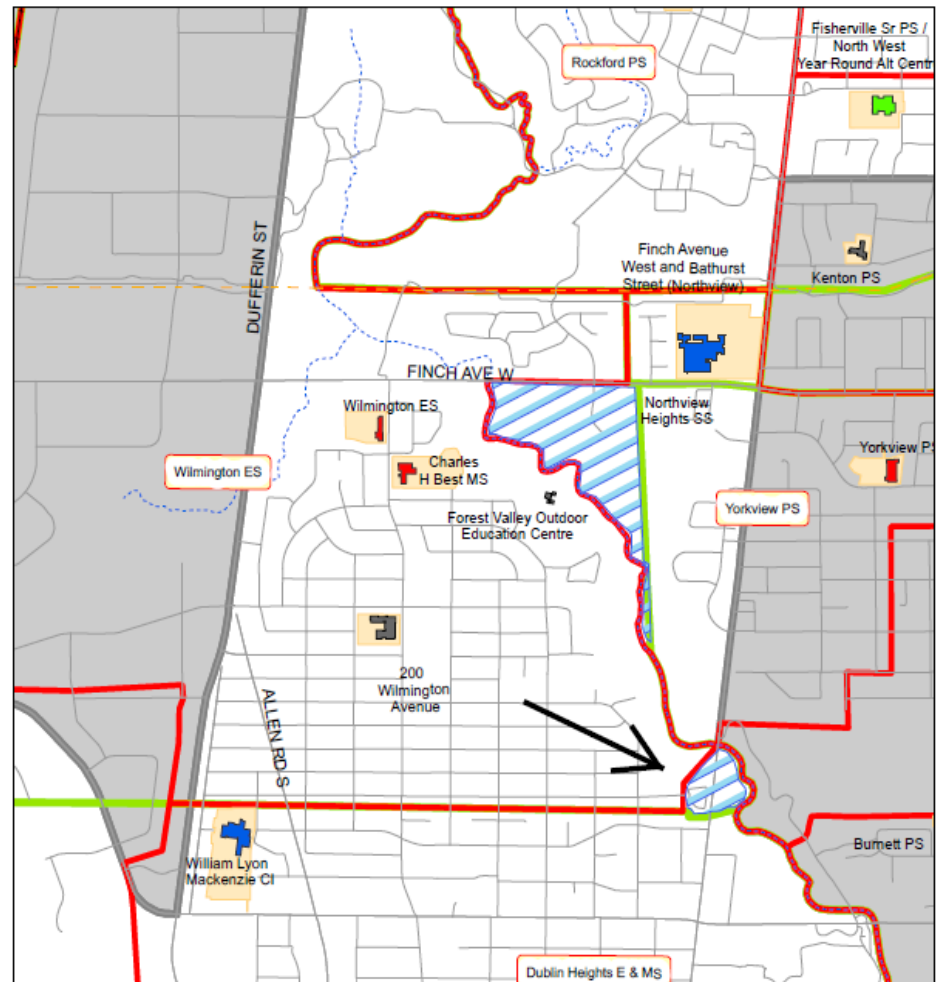 Fisherville Sr PS /
North West
Year Round Alt Centr
Rockford PS
DUFFERIN ST
Finch Avenue
West and Bathurst
Street (Northview)
Kenton PS
FINCH AVE W
Wilmington ES
Northview
Heights SS
Charles
H Best MS
Yorkview PS
Wilmington ES
Yorkview PS
Forest Valley Outdoor
Education Centre
200
Wilmington
Avenue
ALLEN RD S
William Lyon
Mackenzie CI
Burnett PS
Dublin Heights E & MS